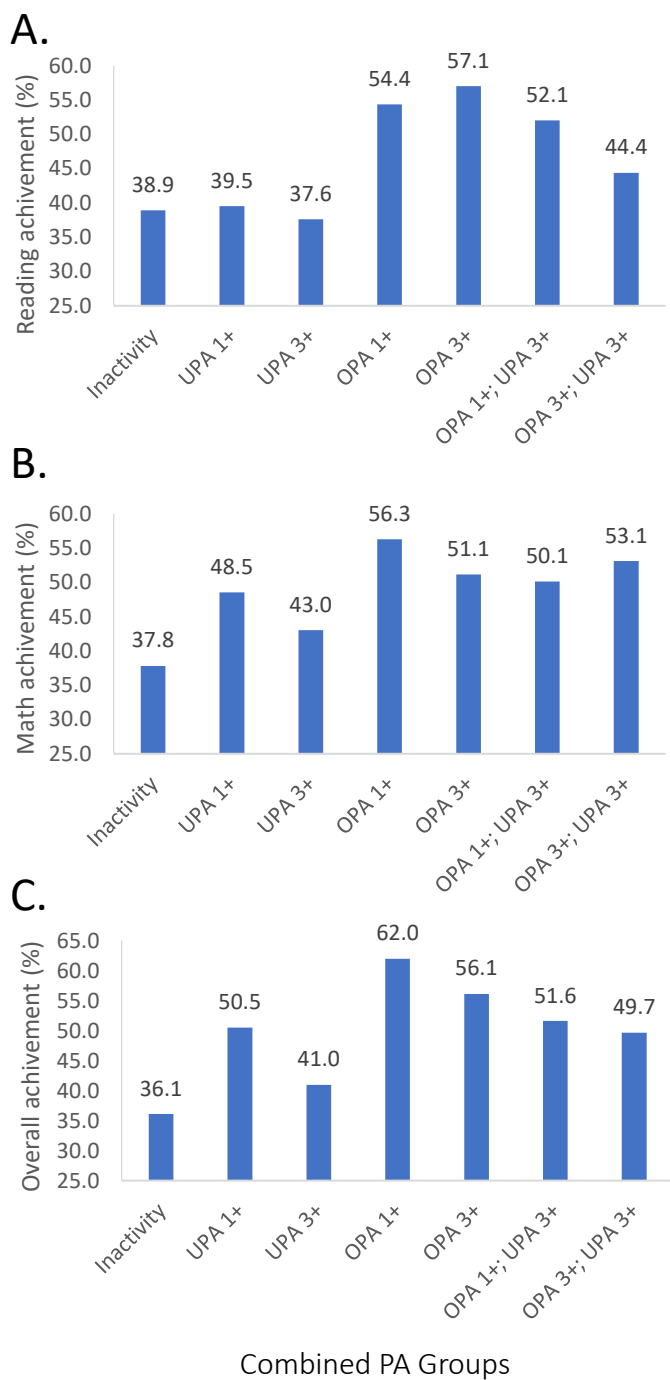 A.
Reading achivement (%)
60.0
55.0
50.0
45.0
40.0
35.0
30.0
25.0
38.9
39.5
37.6
54.4
57.1
52.1
44.4
Inactivity
UPA 1+
UPA 3+
OPA 1+
OPA 3+
OPA 1+; UPA 3+
OPA 3+; UPA 3+
B.
Math achivement (%)
60.0
55.0
50.0
45.0
40.0
35.0
30.0
25.0
37.8
48.5
43.0
56.3
51.1
50.1
53.1
Inactivity
UPA 1+
UPA 3+
OPA 1+
OPA 3+
OPA 1+; UPA 3+
OPA 3+; UPA 3+
C.
Overall achivement (%)
65.0
60.0
55.0
50.0
45.0
40.0
35.0
30.0
25.0
36.1
50.5
41.0
62.0
56.1
51.6
49.7
Inactivity
UPA 1+
UPA 3+
OPA 1+
OPA 3+
OPA 1+; UPA 3+
OPA 3+; UPA 3+
Combined PA Groups